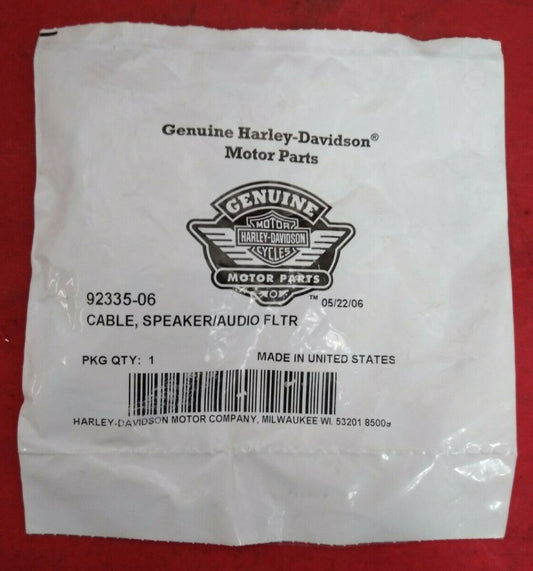 Genuine Harley-Davidson®
Motor Parts
GENUINE
MOTOR
HARLEY-DAVIDSON
CYCLES
MOTOR PARTS
™
92335-06
05/22/06
CABLE, SPEAKER/AUDIO FLTR
PKG QTY: 1
MADE IN UNITED STATES
HARLEY-DAVIDSON MOTOR COMPANY, MILWAUKEE WI. 53201 8500